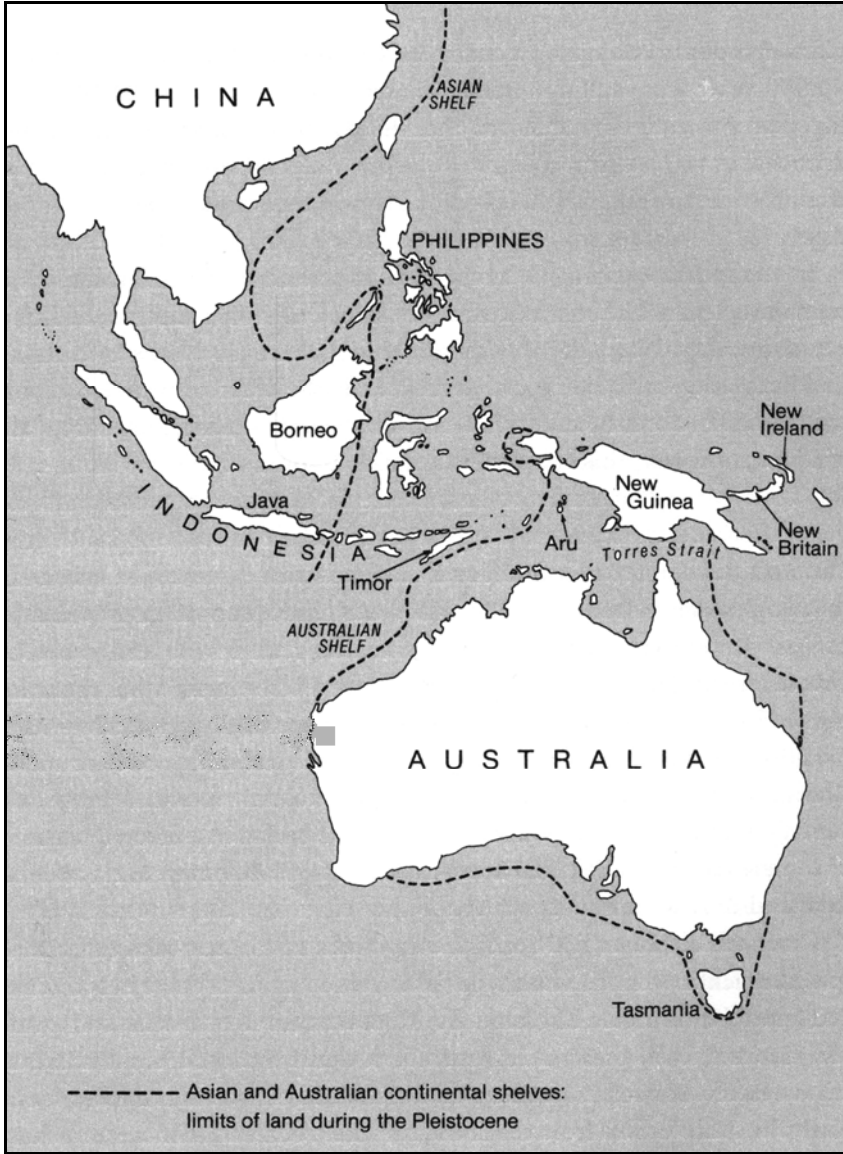 CHINA
ASIAN
SHELF
PHILIPPINES
Borneo
New
Ireland
New
Guinea
Java
INDONESIA
Aru
New
Britain
Torres Strait
Timor
AUSTRALIAN
SHELF
AUSTRALIA
Tasmania
Asian and Australian continental shelves:
limits of land during the Pleistocene